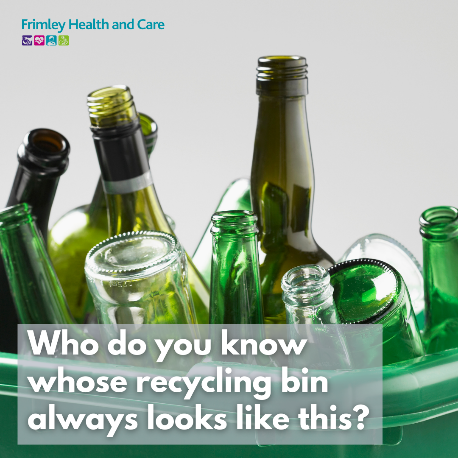 Frimley Health and Care
Who do you know
whose recycling bin
always looks like this?